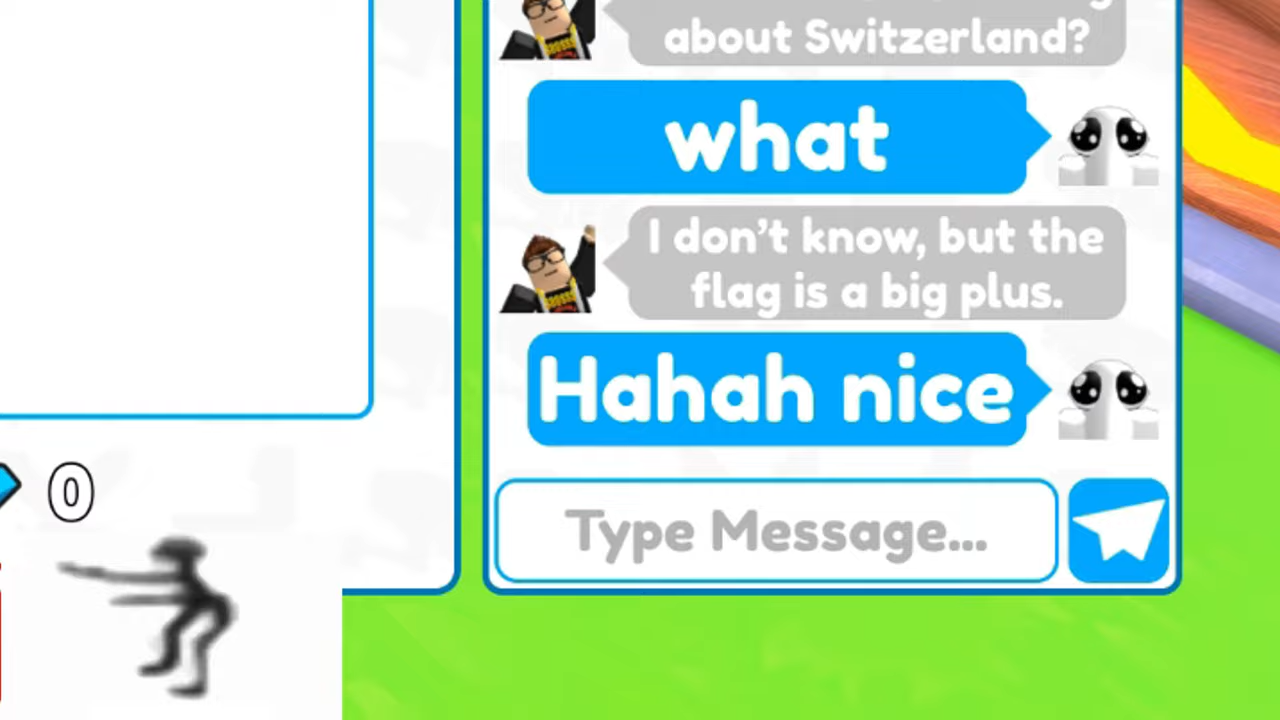 about Switzerland?
what
I don't know, but the
flag is a big plus.
Hahah nice
Type Message...
0